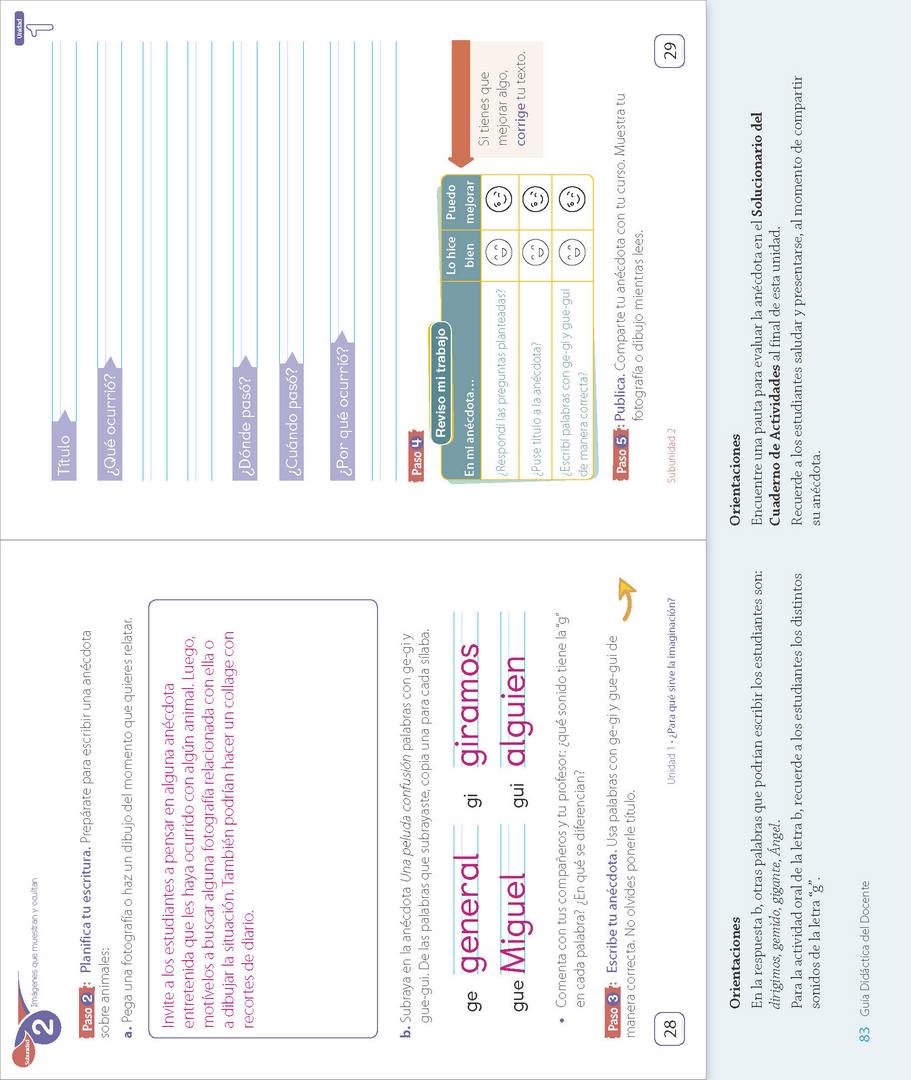 Subunidad
2
Imágenes que muestran y ocultan
Paso 2 : Planifica tu escritura. Prepárate para escribir una anécdota
sobre animales:
a. Pega una fotografía o haz un dibujo del momento que quieres relatar.
Invite a los estudiantes a pensar en alguna anécdota
entretenida que les haya ocurrido con algún animal. Luego,
motívelos a buscar alguna fotografía relacionada con ella o
a dibujar la situación. También podrían hacer un collage con
recortes de diario.
b. Subraya en la anécdota Una peluda confusión palabras con ge-gi y
gue-gui. De las palabras que subrayaste, copia una para cada sílaba.
ge general gi giramos
gue Miguel gui alguien
• Comenta con tus compañeros y tu profesor: ¿qué sonido tiene la "g"
en cada palabra? ¿En qué se diferencian?
Paso 3 : Escribe tu anécdota. Usa palabras con ge-gi y gue-gui de
manera correcta. No olvides ponerle título.
28
Unidad 1 • ¿Para qué sirve la imaginación?
Unidad
1
Título
¿Qué ocurrió?
¿Dónde pasó?
¿Cuándo pasó?
¿Por qué ocurrió?
Paso 4
Reviso mi trabajo
En mi anécdota...
Lo hice
bien
Puedo
mejorar
¿Respondí las preguntas planteadas?
¿Puse título a la anécdota?
¿Escribí palabras con ge-gi y gue-gui
de manera correcta?
Si tienes que
mejorar algo,
corrige tu texto.
Paso 5 : Publica. Comparte tu anécdota con tu curso. Muestra tu
fotografía o dibujo mientras lees.
Subunidad 2
29
Orientaciones
En la respuesta b, otras palabras que podrían escribir los estudiantes son:
dirigimos, gemido, gigante, Ángel.
Para la actividad oral de la letra b, recuerde a los estudiantes los distintos
sonidos de la letra "g".
Orientaciones
Encuentre una pauta para evaluar la anécdota en el Solucionario del
Cuaderno de Actividades al final de esta unidad.
Recuerde a los estudiantes saludar y presentarse, al momento de compartir
su anécdota.
83 Guía Didáctica del Docente